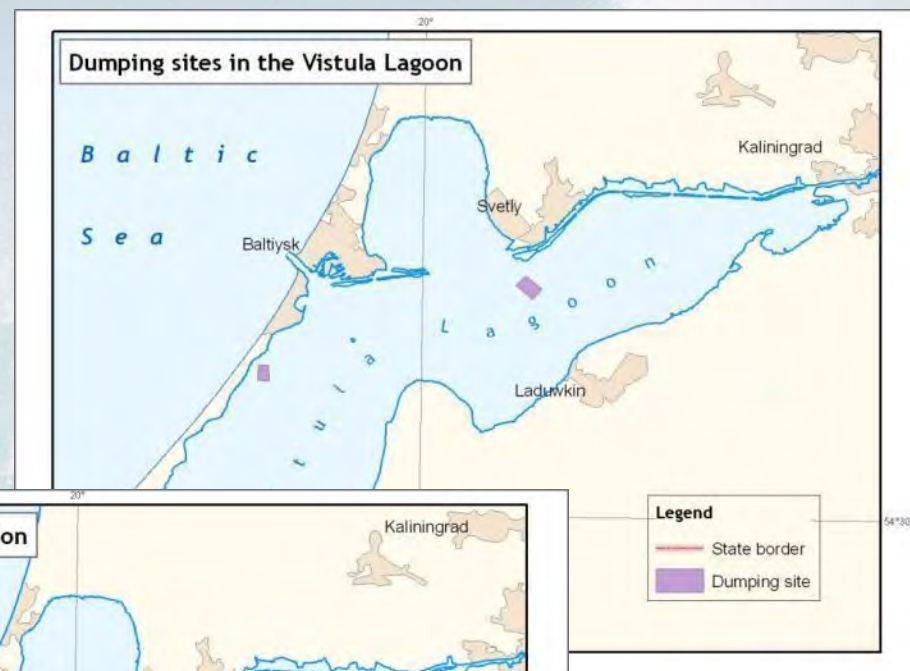 20°
Dumping sites in the Vistula Lagoon
Baltic
Sea
Kaliningrad
Svetly
Baltiysk
tula Lagoon
Laduwkin
Legend
State border
Dumping site
54°30
20°
on
Kaliningrad